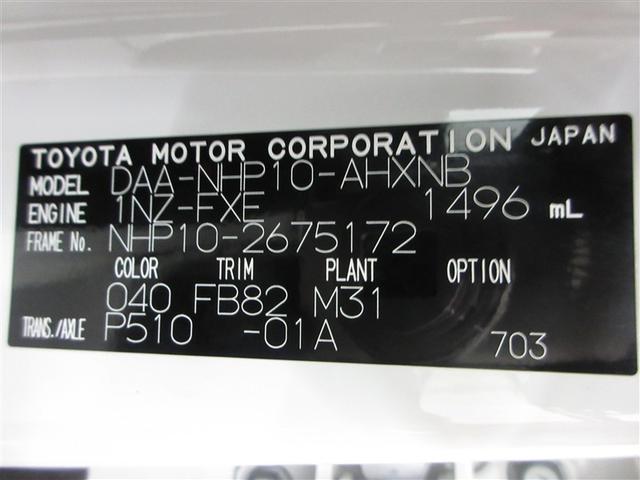 TOYOTA MOTOR CORPORATION JAPAN
MODEL DAA-NHP10-AHXNB
ENGINE 1NZ-FXE 1496 mL
FRAME No. NHP10-2675172
COLOR TRIM PLANT OPTION
040 FB82 M31
TRANS./AXLE P510 -01A 703